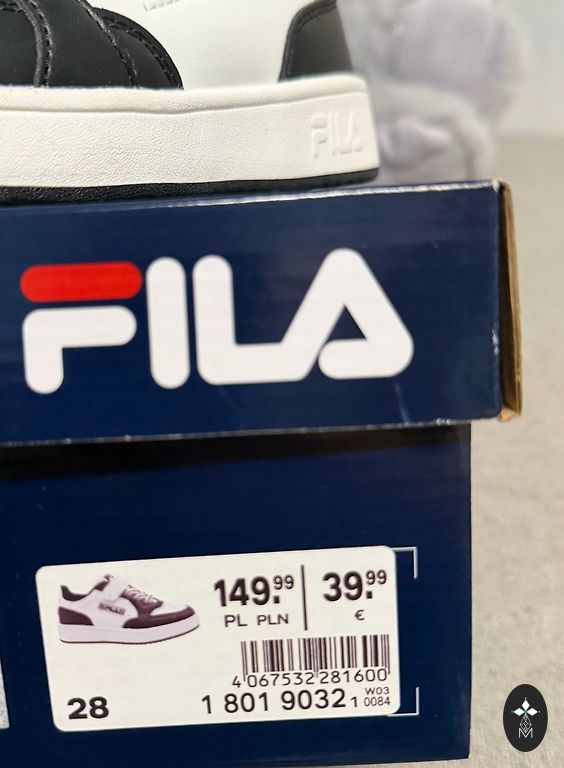 FILA
FILA
149.99 39.99
PL PLN €
4 067532 281600
28 1 801 9032 1 W03 0084
M